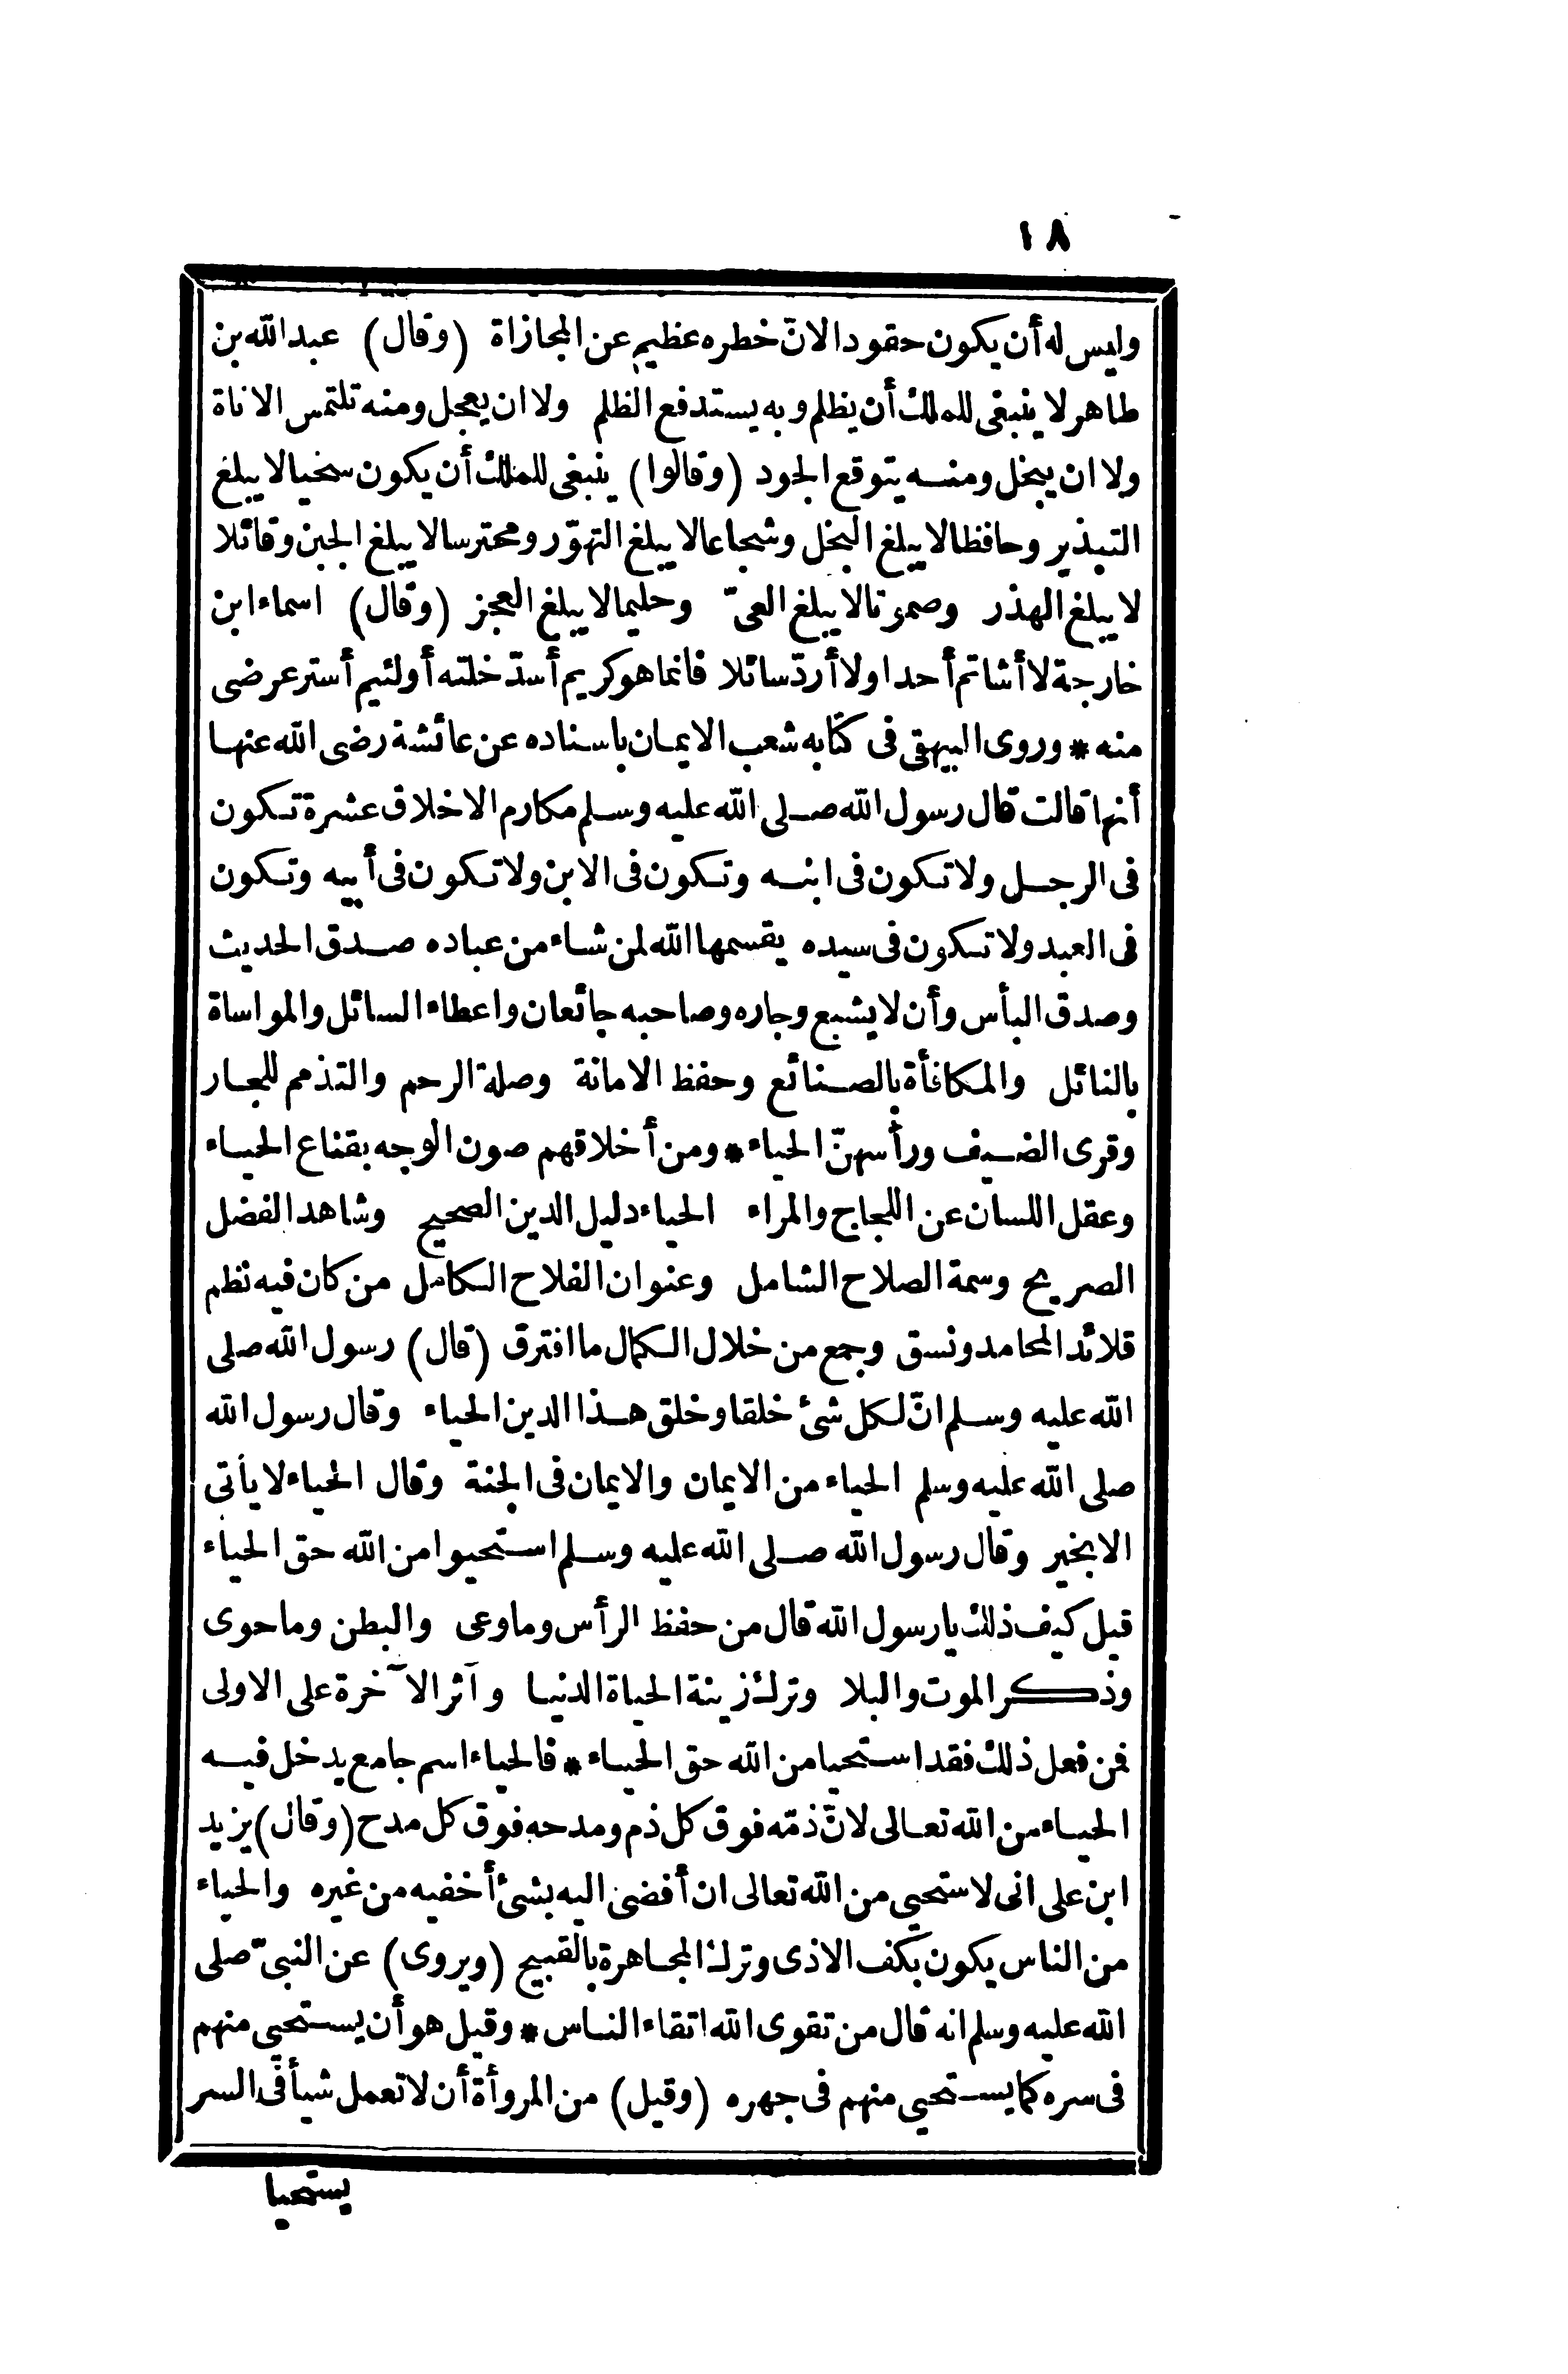 ١٨
وليس له أن يكون حقودا لانّ خطره عظيم عن المجازاة (وقال) عبد الله بن
طاهر لا ينبغى للملك أن يظلم وبه يستدفع الظلم ولا ان يعجل ومنه تلتمس الاناة
ولا ان يبخل ومنه يتوقع الجود (وقالوا) ينبغى للملك أن يكون سخيا لا يبلغ
التبذير وحافظا لا يبلغ البخل وشجاعا لا يبلغ التهوّر ومحترسا لا يبلغ الجبن وقائلا
لا يبلغ الهذر وصموتا لا يبلغ العىّ وحليما لا يبلغ العجز (وقال) اسماء ابن
خارجة لا أشاتم أحدا ولا أردّ سائلا فانما هو كريم أسدّ خلته أو لئيم أستر عرضى
منه * وروى البيهقى فى كتابه شعب الايمان باسناده عن عائشة رضى الله عنها
أنها قالت قال رسول الله صلى الله عليه وسلم مكارم الاخلاق عشرة تكون
فى الرجل ولا تكون فى ابنه وتكون فى الابن ولا تكون فى أبيه وتكون
فى العبد ولا تكون فى سيده يقسمها الله لمن شاء من عباده صدق الحديث
وصدق البأس وأن لا يشبع وجاره وصاحبه جائعان واعطاء السائل والمواساة
بالنائل والمكافأة بالصنائع وحفظ الامانة وصلة الرحم والتذمم للجار
وقرى الضيف ورأسهنّ الحياء * ومن أخلاقهم صون الوجه بقناع الحياء
وعقل اللسان عن اللجاج والمراء الحياء دليل الدين الصحيح وشاهد الفضل
الصريح وسمة الصلاح الشامل وعنوان الفلاح الكامل من كان فيه نظم
قلائد المحامد ونسق وجمع من خلال الكمال ما افترق (قال) رسول الله صلى
الله عليه وسلم انّ لكل شئ خلقا وخلق هذا الدين الحياء وقال رسول الله
صلى الله عليه وسلم الحياء من الايمان والايمان فى الجنة وقال الحياء لا يأتى
الا بخير وقال رسول الله صلى الله عليه وسلم استحيوا من الله حق الحياء
قيل كيف ذلك يا رسول الله قال من حفظ الرأس وما وعى والبطن وما حوى
وذكر الموت والبلا وترك زينة الحياة الدنيا وآثر الآخرة على الاولى
فمن فعل ذلك فقد استحيا من الله حق الحياء * فالحياء اسم جامع يدخل فيه
الحياء من الله تعالى لانّ ذمّه فوق كل ذم ومدحه فوق كل مدح (وقال) يزيد
ابن على انى لاستحيى من الله تعالى ان أفضى اليه بشئ أخفيه من غيره والحياء
من الناس يكون بكف الاذى وترك المجاهرة بالقبيح (ويروى) عن النبىّ صلى
الله عليه وسلم انه قال من تقوى الله اتقاء الناس * وقيل هو أن يستحيى منهم
فى سره كما يستحيى منهم فى جهره (وقيل) من المروأة أن لا تعمل شيأ فى السر
يستحيا